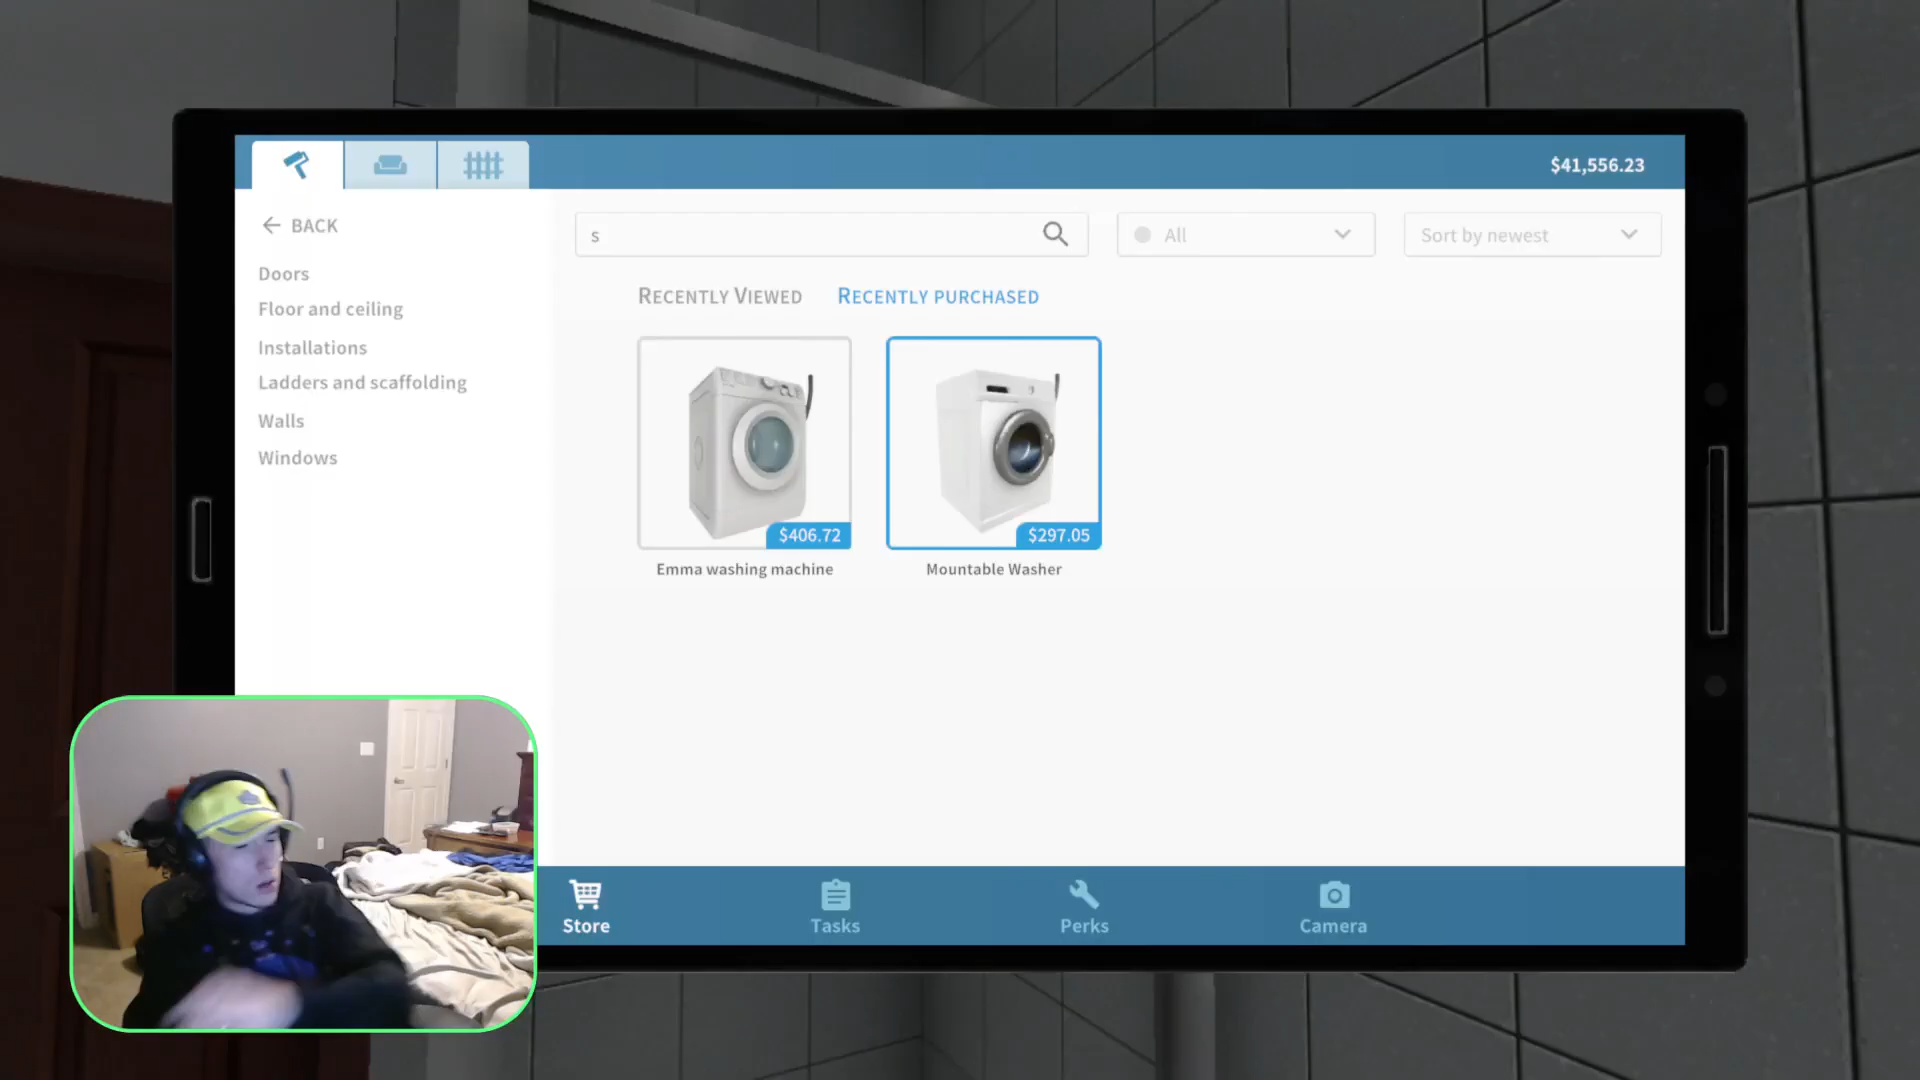 $41,556.23
BACK
s
All
Sort by newest
Doors
Floor and ceiling
Installations
Ladders and scaffolding
Walls
Windows
RECENTLY VIEWED
RECENTLY PURCHASED
$406.72
$297.05
Emma washing machine
Mountable Washer
Store
Tasks
Perks
Camera